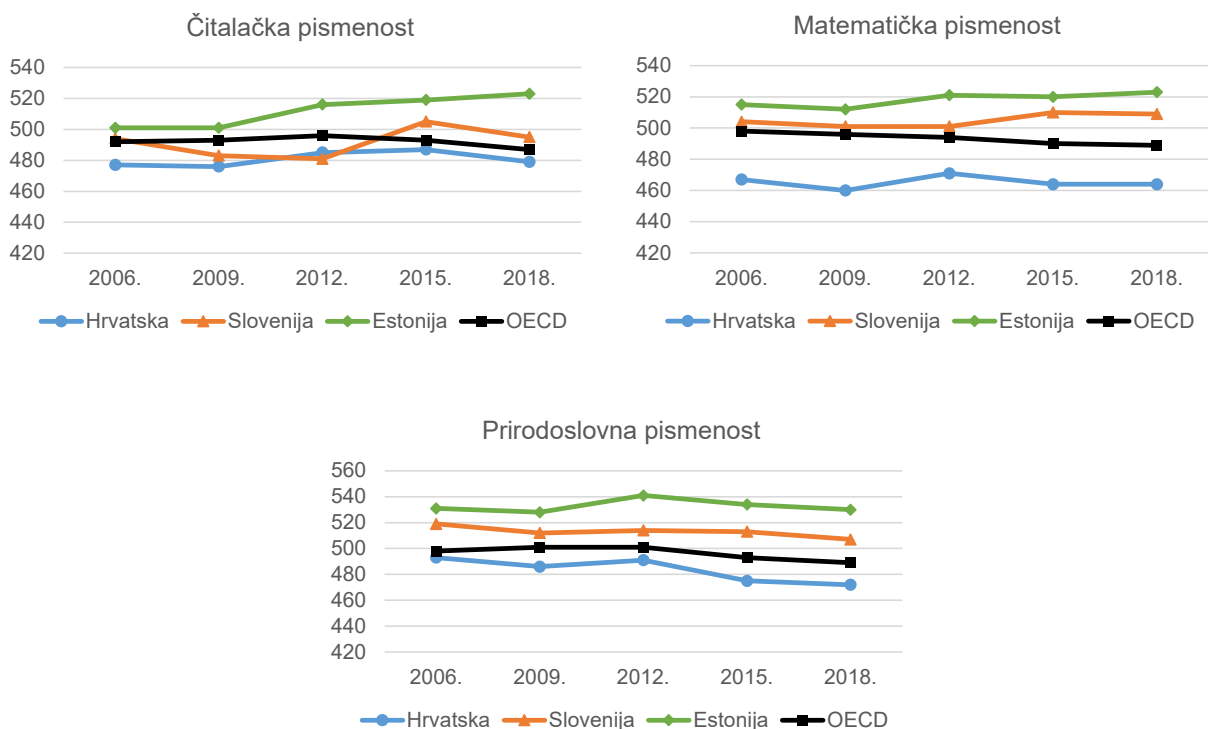 Čitalačka pismenost
540
520
500
480
460
440
420
2006. 2009. 2012. 2015. 2018.
Hrvatska Slovenija Estonija OECD
Matematička pismenost
540
520
500
480
460
440
420
2006. 2009. 2012. 2015. 2018.
Hrvatska Slovenija Estonija OECD
Prirodoslovna pismenost
560
540
520
500
480
460
440
420
2006. 2009. 2012. 2015. 2018.
Hrvatska Slovenija Estonija OECD